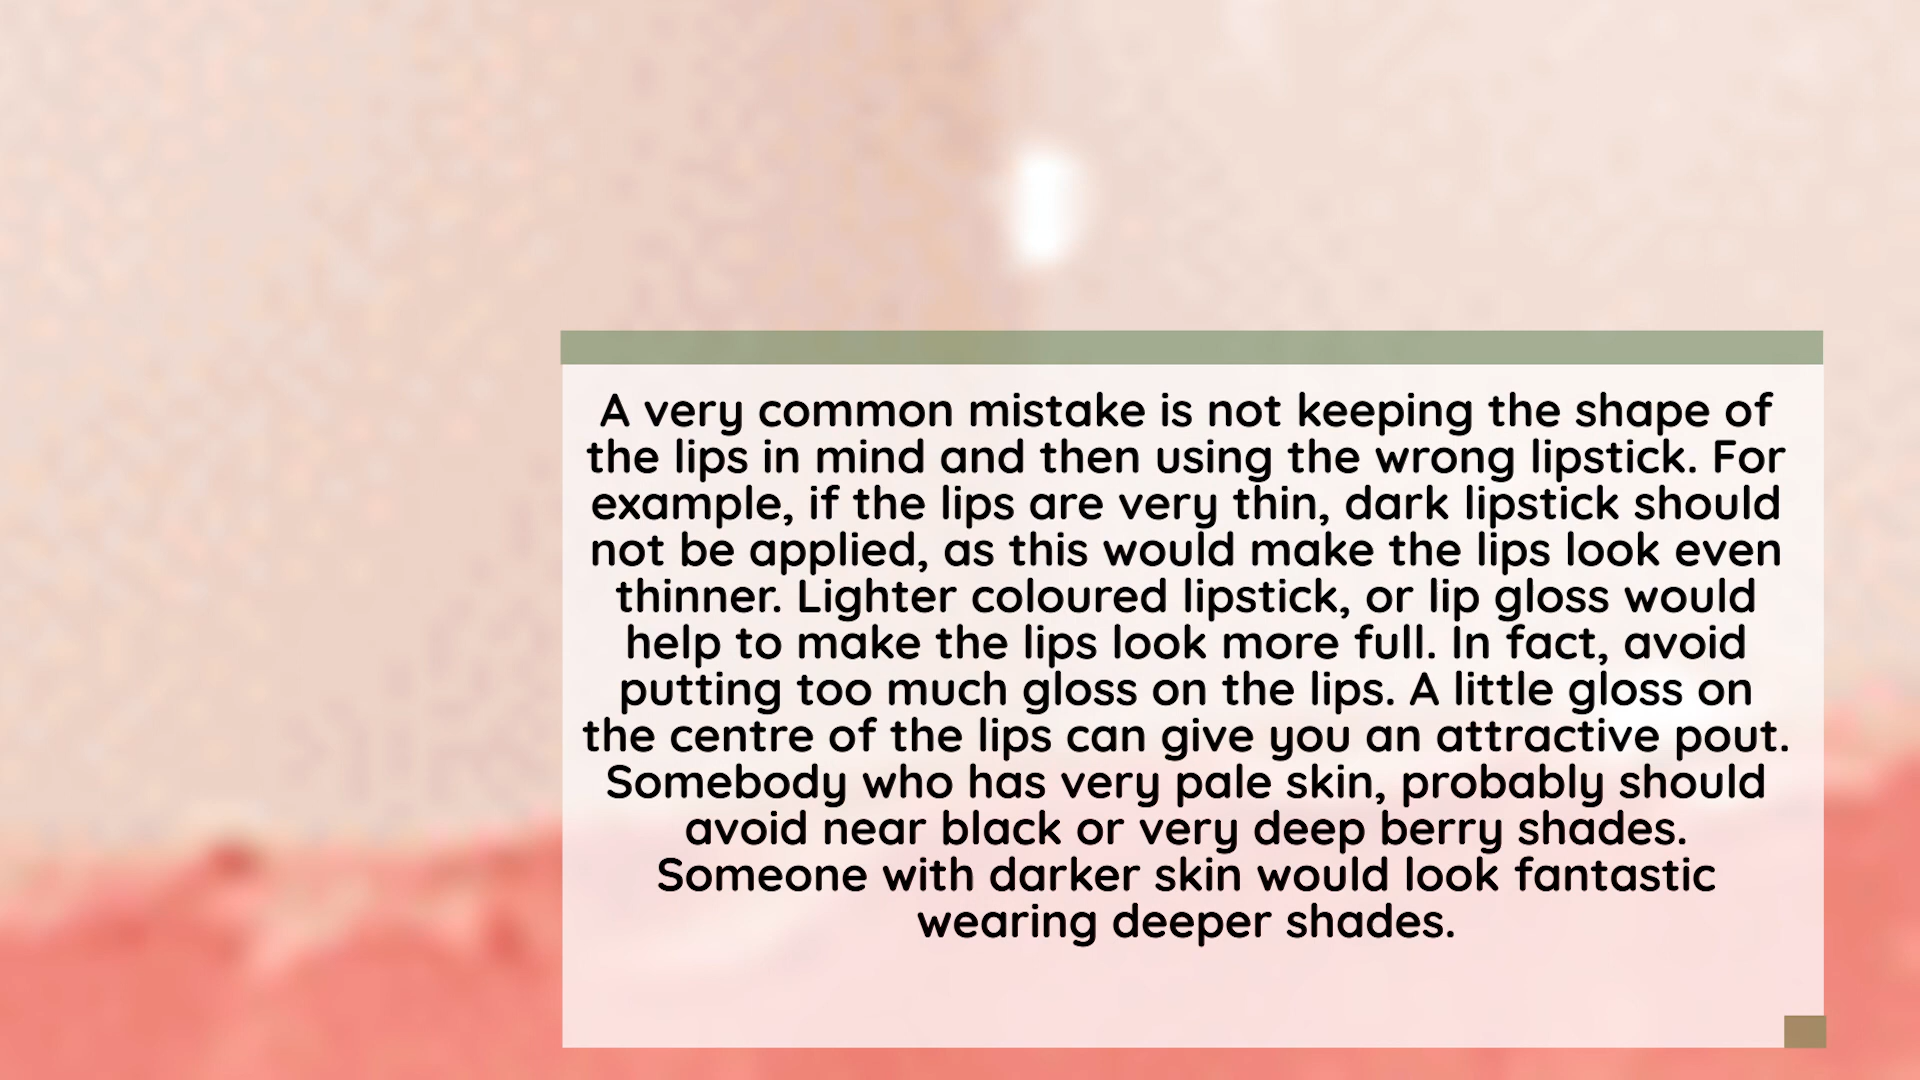 A very common mistake is not keeping the shape of
the lips in mind and then using the wrong lipstick. For
example, if the lips are very thin, dark lipstick should
not be applied, as this would make the lips look even
thinner. Lighter coloured lipstick, or lip gloss would
help to make the lips look more full. In fact, avoid
putting too much gloss on the lips. A little gloss on
the centre of the lips can give you an attractive pout.
Somebody who has very pale skin, probably should
avoid near black or very deep berry shades.
Someone with darker skin would look fantastic
wearing deeper shades.